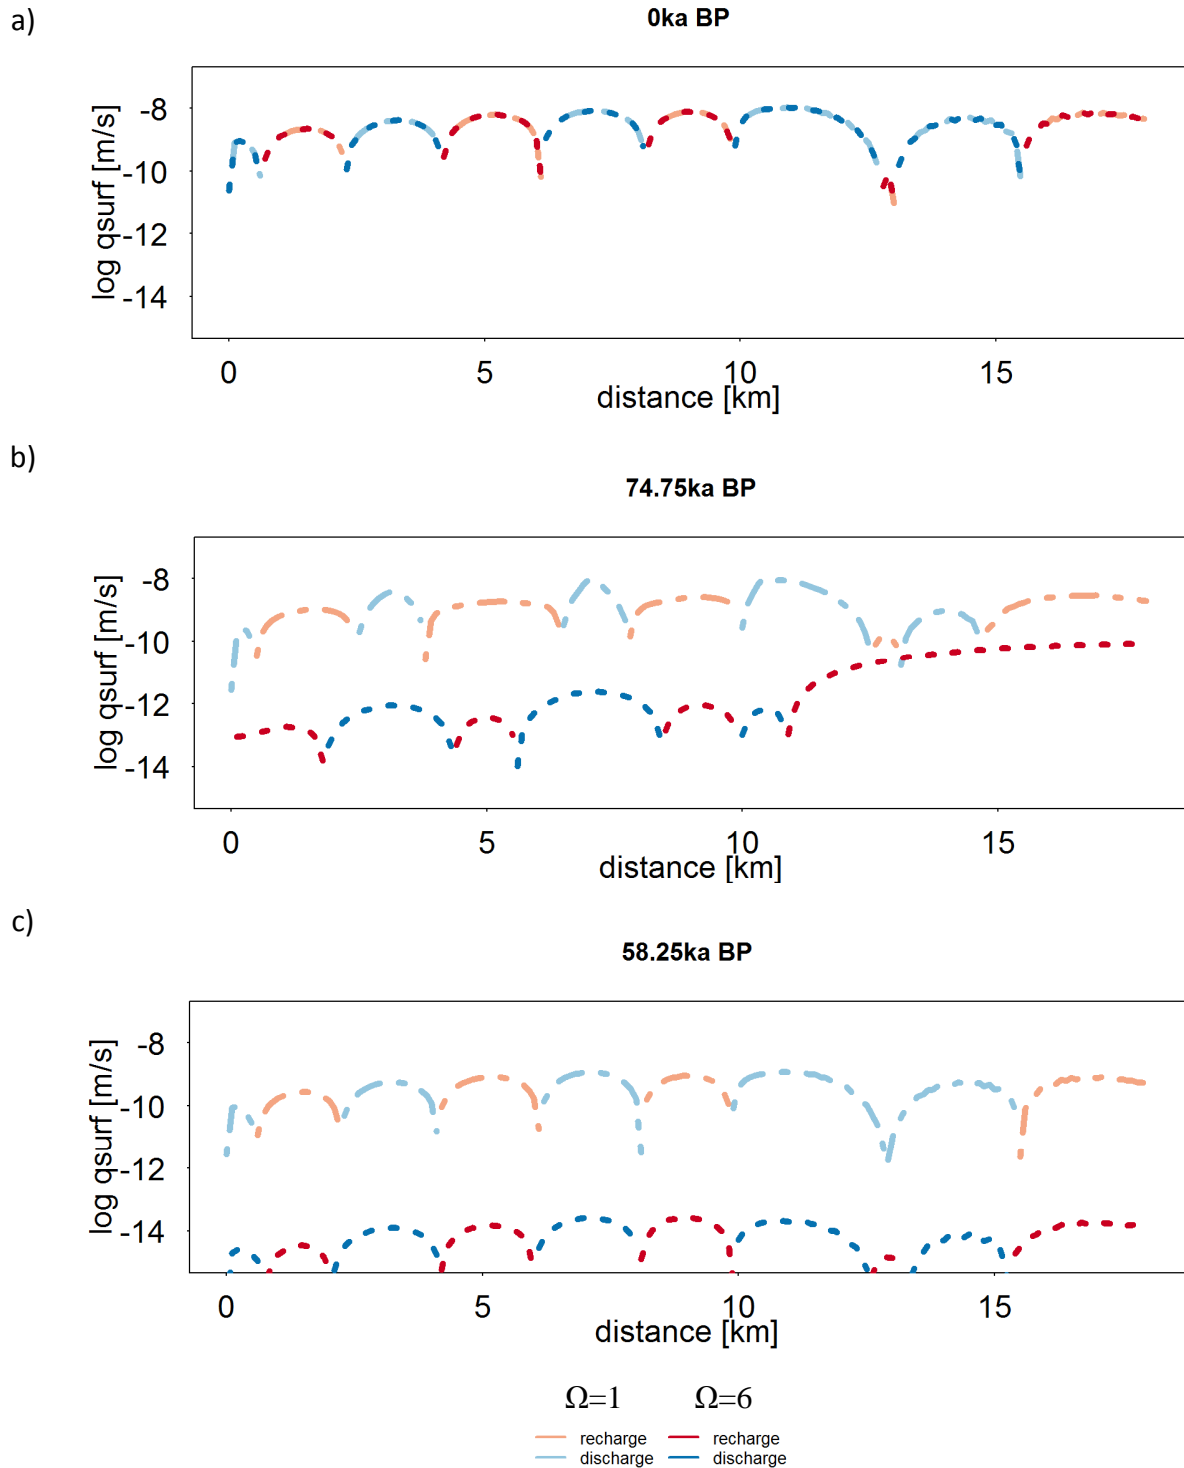 a)
0ka BP
log qsurf [m/s]
-8
-10
-12
-14
0 5 10 15
distance [km]
b)
74.75ka BP
log qsurf [m/s]
-8
-10
-12
-14
0 5 10 15
distance [km]
c)
58.25ka BP
log qsurf [m/s]
-8
-10
-12
-14
0 5 10 15
distance [km]
Ω=1 Ω=6
recharge recharge
discharge discharge